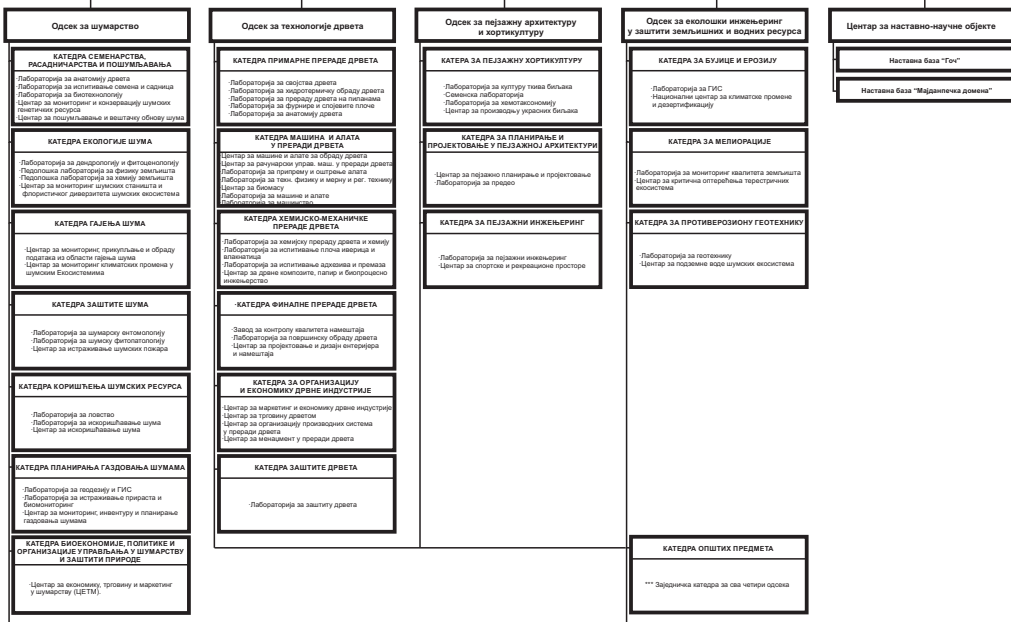 Одсек за шумарство
КАТЕДРА СЕМЕНАРСТВА,
РАСАДНИЧАРСТВА И ПОШУМЉАВАЊА
·Лабораторија за анатомију дрвета
·Лабораторија за испитивање семена и садница
·Лабораторија за биотехнологију
·Центар за мониторинг и конзервацију шумских
генетичких ресурса
·Центар за пошумљавање и вештачку обнову шума
КАТЕДРА ЕКОЛОГИЈЕ ШУМА
·Лабораторија за дендрологију и фитоценологију
·Педолошка лабораторија за физику земљишта
·Педолошка лабораторија за хемију земљишта
·Центар за мониторинг шумских станишта и
флористичког диверзитета шумских екосистема
КАТЕДРА ГАЈЕЊА ШУМА
·Центар за мониторинг, прикупљање и обраду
података из области гајења шума
·Центар за мониторинг климатских промена у
шумским Екосистемима
КАТЕДРА ЗАШТИТЕ ШУМА
·Лабораторија за шумарску ентомологију
·Лабораторија за шумску фитопатологију
·Центар за истраживање шумских пожара
КАТЕДРА КОРИШЋЕЊА ШУМСКИХ РЕСУРСА
·Лабораторија за ловство
·Лабораторија за искоришћавање шума
·Центар за искоришћавање шума
КАТЕДРА ПЛАНИРАЊА ГАЗДОВАЊА ШУМАМА
·Лабораторија за геодезију и ГИС
·Лабораторија за истраживање прираста и
биомониторинг
·Центар за мониторинг, инвентуру и планирање
газдовања шумама
КАТЕДРА БИОЕКОНОМИЈЕ, ПОЛИТИКЕ И
ОРГАНИЗАЦИЈЕ УПРАВЉАЊА У ШУМАРСТВУ
И ЗАШТИТИ ПРИРОДЕ
·Центар за економику, трговину и маркетинг
у шумарству (ЦЕТМ).
Одсек за технологије дрвета
КАТЕДРА ПРИМАРНЕ ПРЕРАДЕ ДРВЕТА
·Лабораторија за својства дрвета
·Лабораторија за хидротермичку обраду дрвета
·Лабораторија за прераду дрвета на пиланама
·Лабораторија за фурнире и слојевите плоче
·Лабораторија за анатомију дрвета
КАТЕДРА МАШИНА И АЛАТА
У ПРЕРАДИ ДРВЕТА
·Центар за машине и алате за обраду дрвета
·Центар за рачунарски управ. маш. у преради дрвета
·Лабораторија за припрему и оштрење алата
·Лабораторија за техн. физику и мерну и рег. технику
·Центар за биомасу
·Лабораторија за машине и алате
·Лабораторија за машинство
КАТЕДРА ХЕМИЈСКО-МЕХАНИЧКЕ
ПРЕРАДЕ ДРВЕТА
·Лабораторија за хемијску прераду дрвета и хемију
·Лабораторија за испитивање плоча иверица и
влакнатица
·Лабораторија за испитивање адхезива и премаза
·Центар за дрвне композите, папир и биопроцесно
инжењерство
·КАТЕДРА ФИНАЛНЕ ПРЕРАДЕ ДРВЕТА
·Завод за контролу квалитета намештаја
·Лабораторија за површинску обраду дрвета
·Центар за пројектовање и дизајн ентеријера
и намештаја
КАТЕДРА ЗА ОРГАНИЗАЦИЈУ
И ЕКОНОМИКУ ДРВНЕ ИНДУСТРИЈЕ
·Центар за маркетинг и економику дрвне индустрије
·Центар за трговину дрветом
·Центар за организацију производних система
у преради дрвета
·Центар за менаџмент у преради дрвета
КАТЕДРА ЗАШТИТЕ ДРВЕТА
·Лабораторија за заштиту дрвета
Одсек за пејзажну архитектуру
и хортикултуру
КАТЕРА ЗА ПЕЈЗАЖНУ ХОРТИКУЛТУРУ
·Лабораторија за културу ткива биљака
·Семенска лабораторија
·Лабораторија за хемотаксономију
·Центар за производњу украсних биљака
КАТЕДРА ЗА ПЛАНИРАЊЕ И
ПРОЈЕКТОВАЊЕ У ПЕЈЗАЖНОЈ АРХИТЕКТУРИ
·Центар за пејзажно планирање и пројектовање
·Лабораторија за предео
КАТЕДРА ЗА ПЕЈЗАЖНИ ИНЖЕЊЕРИНГ
·Лабораторија за пејзажни инжењеринг
·Центар за спортске и рекреационе просторе
Одсек за еколошки инжењеринг
у заштити земљишних и водних ресурса
КАТЕДРА ЗА БУЈИЦЕ И ЕРОЗИЈУ
·Лабораторија за ГИС
·Национални центар за климатске промене
и дезертификацију
КАТЕДРА ЗА МЕЛИОРАЦИЈЕ
·Лабораторија за мониторинг квалитета земљишта
·Центар за критична оптерећења терестричних
екосистема
КАТЕДРА ЗА ПРОТИВЕРОЗИОНУ ГЕОТЕХНИКУ
·Лабораторија за геотехнику
·Центар за подземне воде шумских екосистема
КАТЕДРА ОПШТИХ ПРЕДМЕТА
*** Заједничка катедра за сва четири одсека
Центар за наставно-научне објекте
Наставна база "Гоч"
Наставна база "Мајданпечка домена"